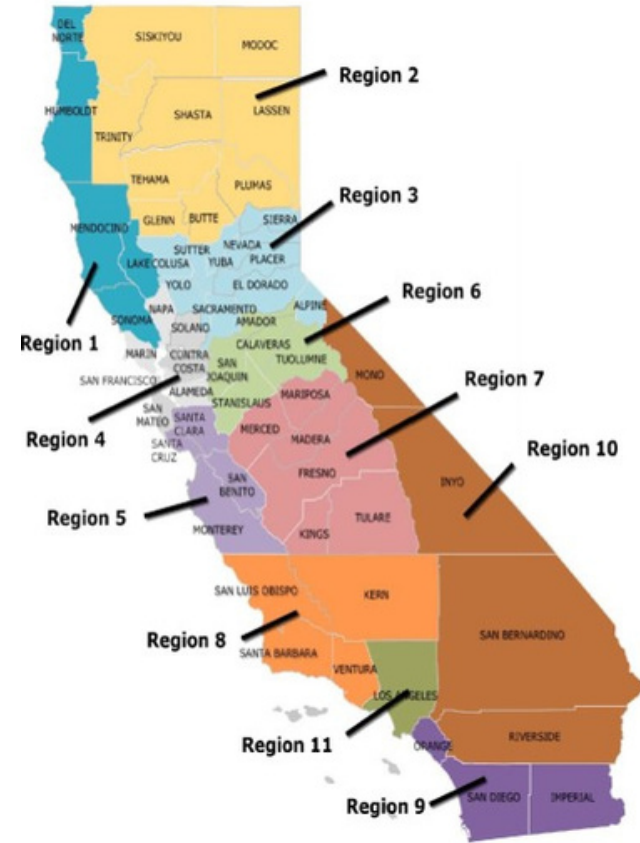 DEL
NORTE
SISKIYOU
MODOC
Region 2
HUMBOLDT
TRINITY
SHASTA
LASSEN
TEHAMA
PLUMAS
Region 3
GLENN
BUTTE
SIERRA
MENDOCINO
NEVADA
SUTTER
YUBA
PLACER
LAKE
COLUSA
YOLO
EL DORADO
Region 6
NAPA
SACRAMENTO
ALPINE
SONOMA
SOLANO
AMADOR
Region 1
MARIN
CONTRA
COSTA
CALAVERAS
TUOLUMNE
SAN
JOAQUIN
MONO
Region 7
SAN FRANCISCO
ALAMEDA
STANISLAUS
MARIPOSA
SAN
MATEO
SANTA
CLARA
MERCED
MADERA
Region 4
SANTA
CRUZ
FRESNO
Region 10
SAN
BENITO
INYO
Region 5
MONTEREY
KINGS
TULARE
SAN LUIS OBISPO
KERN
Region 8
SANTA BARBARA
VENTURA
SAN BERNARDINO
LOS ANGELES
Region 11
ORANGE
RIVERSIDE
Region 9
SAN DIEGO
IMPERIAL